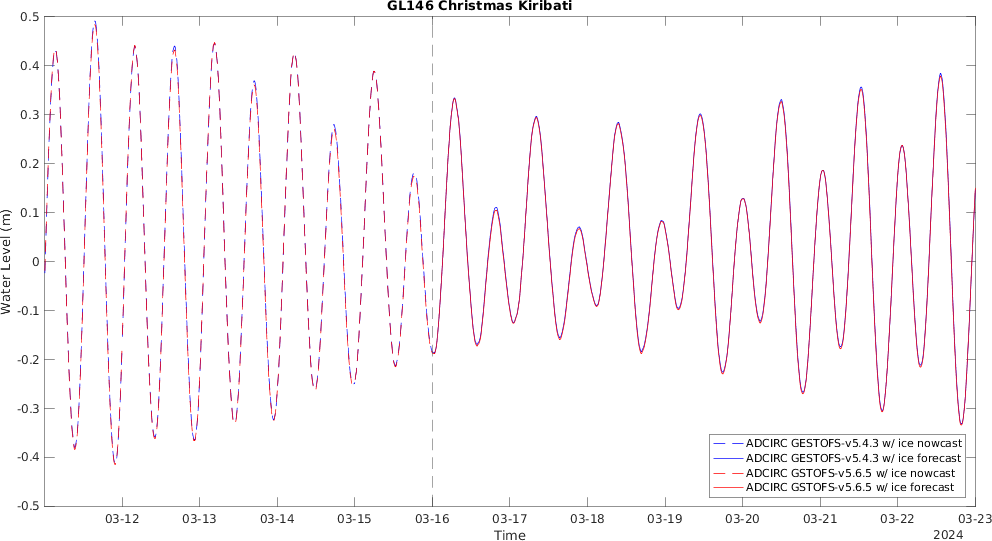 GL146 Christmas Kiribati
0.5
0.4
0.3
0.2
0.1
0
-0.1
-0.2
-0.3
-0.4
-0.5
Water Level (m)
ADCIRC GESTOFS-v5.4.3 w/ ice nowcast
ADCIRC GESTOFS-v5.4.3 w/ ice forecast
ADCIRC GSTOFS-v5.6.5 w/ ice nowcast
ADCIRC GSTOFS-v5.6.5 w/ ice forecast
03-12 03-13 03-14 03-15 03-16 03-17 03-18 03-19 03-20 03-21 03-22 03-23
Time
2024